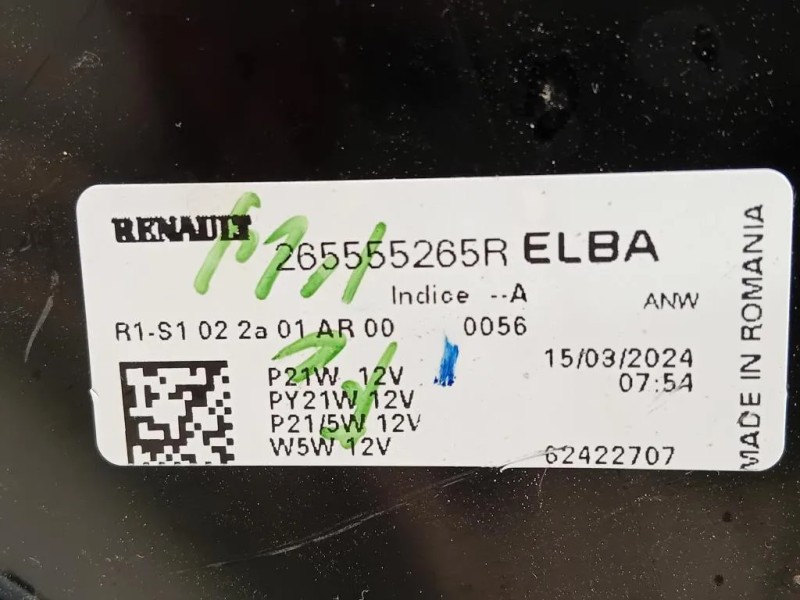 RENAULT 265555265R ELBA
Indice --A ANW
R1-S1 02 2a 01 AR 00 0056
15/03/2024
07:54
P21W 12V
PY21W 12V
P21/5W 12V
W5W 12V
62422707
MADE IN ROMANIA